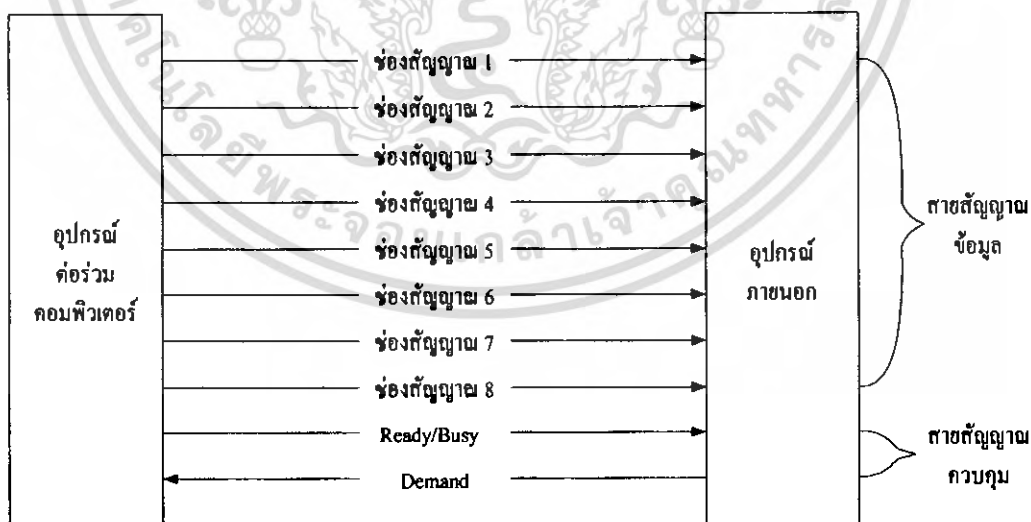 ช่องสัญญาณ 1
ช่องสัญญาณ 2
ช่องสัญญาณ 3
ช่องสัญญาณ 4
ช่องสัญญาณ 5
ช่องสัญญาณ 6
ช่องสัญญาณ 7
ช่องสัญญาณ 8
Ready/Busy
Demand
อุปกรณ์
ต่อร่วม
คอมพิวเตอร์
อุปกรณ์
ภายนอก
สายสัญญาณ
ข้อมูล
สายสัญญาณ
ควบคุม